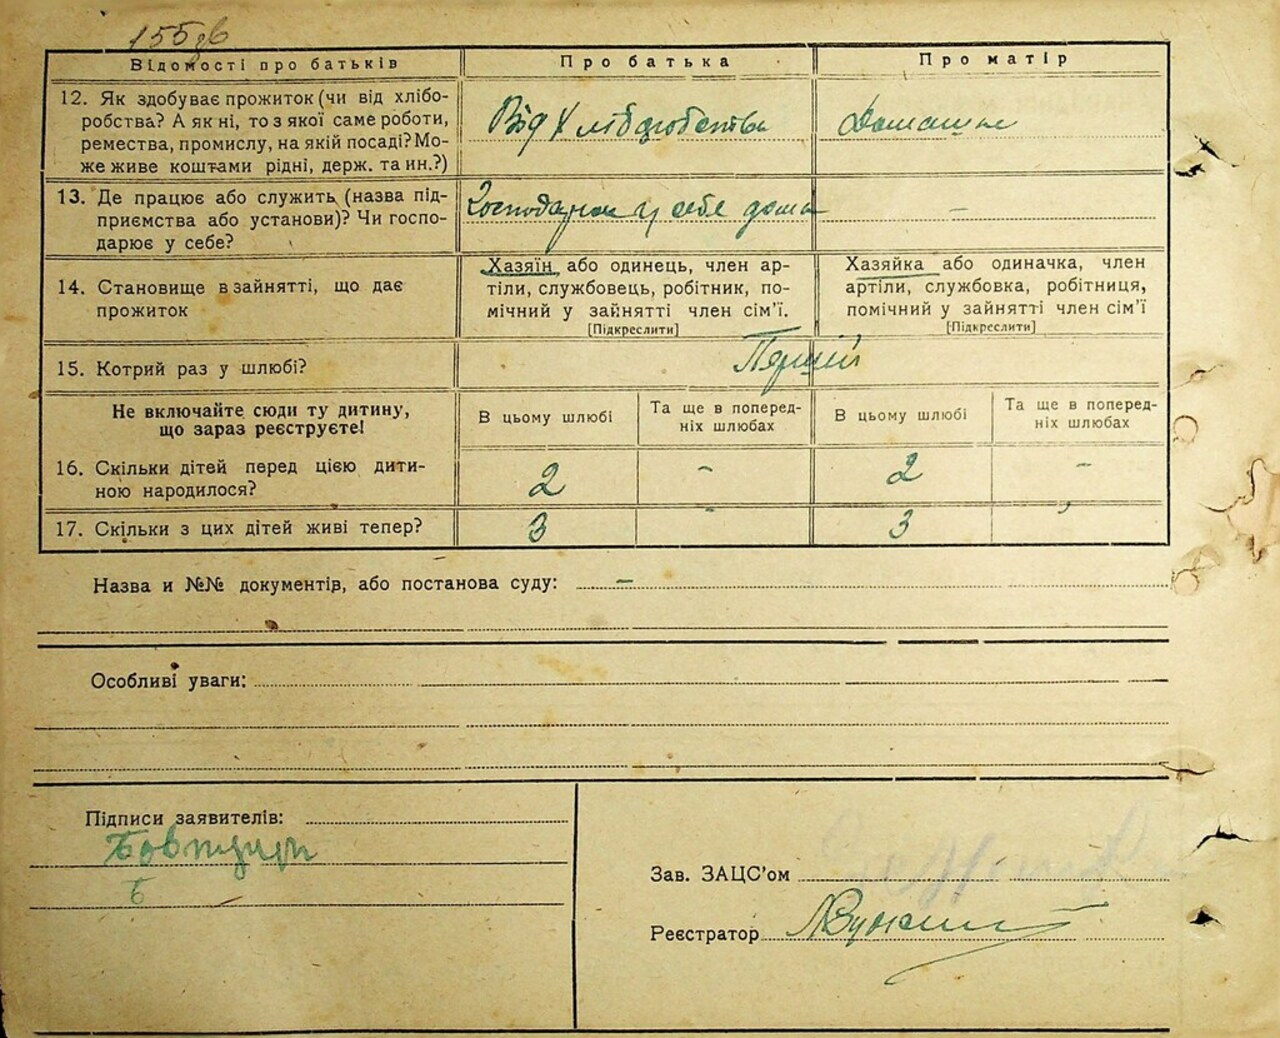 155зв
Відомості про батьків
Про батька
Про матір
12. Як здобуває прожиток (чи від хлібо-
робства? А як ні, то з якої саме роботи,
ремества, промислу, на якій посаді? Мо-
же живе коштами рідні, держ. та ин.?)
Від Хліборобства
Домашнє
13. Де працює або служить (назва під-
приємства або установи)? Чи госпо-
дарює у себе?
Господарює у себе дома
–
14. Становище в зайнятті, що дає
прожиток
Хазяїн або одинець, член ар-
тіли, службовець, робітник, по-
мічний у зайнятті член сім'ї.
[Підкреслити]
Хазяйка або одиначка, член
артіли, службовка, робітниця,
помічний у зайнятті член сім'ї
[Підкреслити]
15. Котрий раз у шлюбі?
Перший
Не включайте сюди ту дитину,
що зараз реєструєте!
В цьому шлюбі
Та ще в поперед-
ніх шлюбах
В цьому шлюбі
Та ще в поперед-
ніх шлюбах
16. Скільки дітей перед цією дити-
ною народилося?
2
-
2
-
17. Скільки з цих дітей живі тепер?
3
-
3
Назва и №№ документів, або постанова суду: –
Особливі уваги:
Підписи заявителів:
Б
Зав. ЗАЦС'ом
Реєстратор